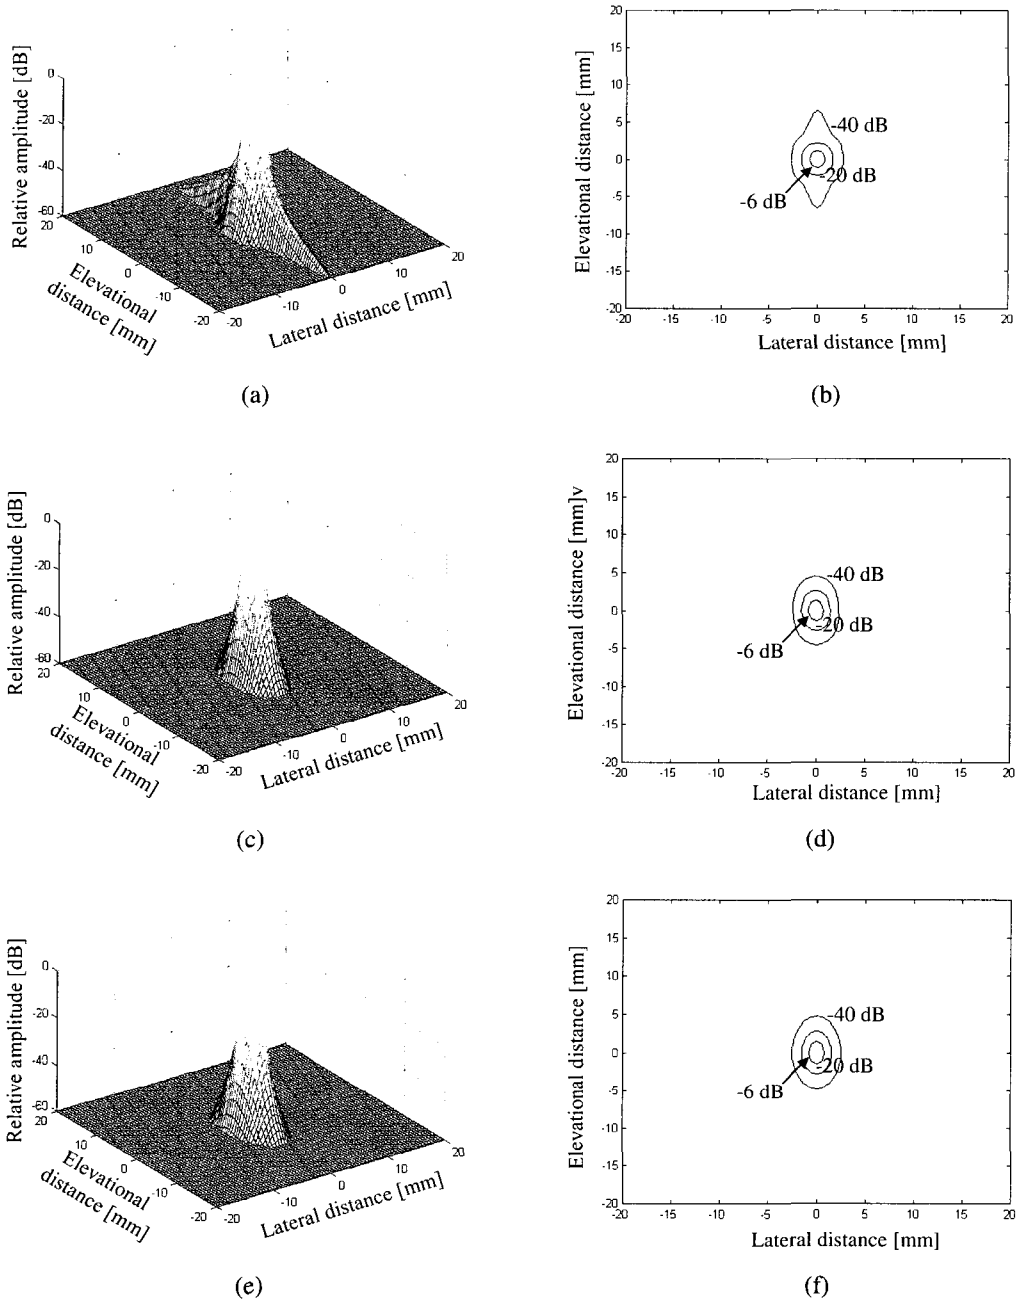 Relative amplitude [dB]
0
-20
-40
-60
20
10
0
-10
-20
Elevational
distance [mm]
-20
-10
0
10
20
Lateral distance [mm]
(a)
Elevational distance [mm]
20
15
10
5
0
-5
-10
-15
-20
-40 dB
-20 dB
-6 dB
-20
-15
-10
-5
0
5
10
15
20
Lateral distance [mm]
(b)
Relative amplitude [dB]
0
-20
-40
-60
20
10
0
-10
-20
Elevational
distance [mm]
-20
-10
0
10
20
Lateral distance [mm]
(c)
Elevational distance [mm]v
20
15
10
5
0
-5
-10
-15
-20
-40 dB
-20 dB
-6 dB
-20
-15
-10
-5
0
5
10
15
20
Lateral distance [mm]
(d)
Relative amplitude [dB]
0
-20
-40
-60
20
10
0
-10
-20
Elevational
distance [mm]
-20
-10
0
10
20
Lateral distance [mm]
(e)
Elevational distance [mm]
20
15
10
5
0
-5
-10
-15
-20
-40 dB
-20 dB
-6 dB
-20
-15
-10
-5
0
5
10
15
20
Lateral distance [mm]
(f)